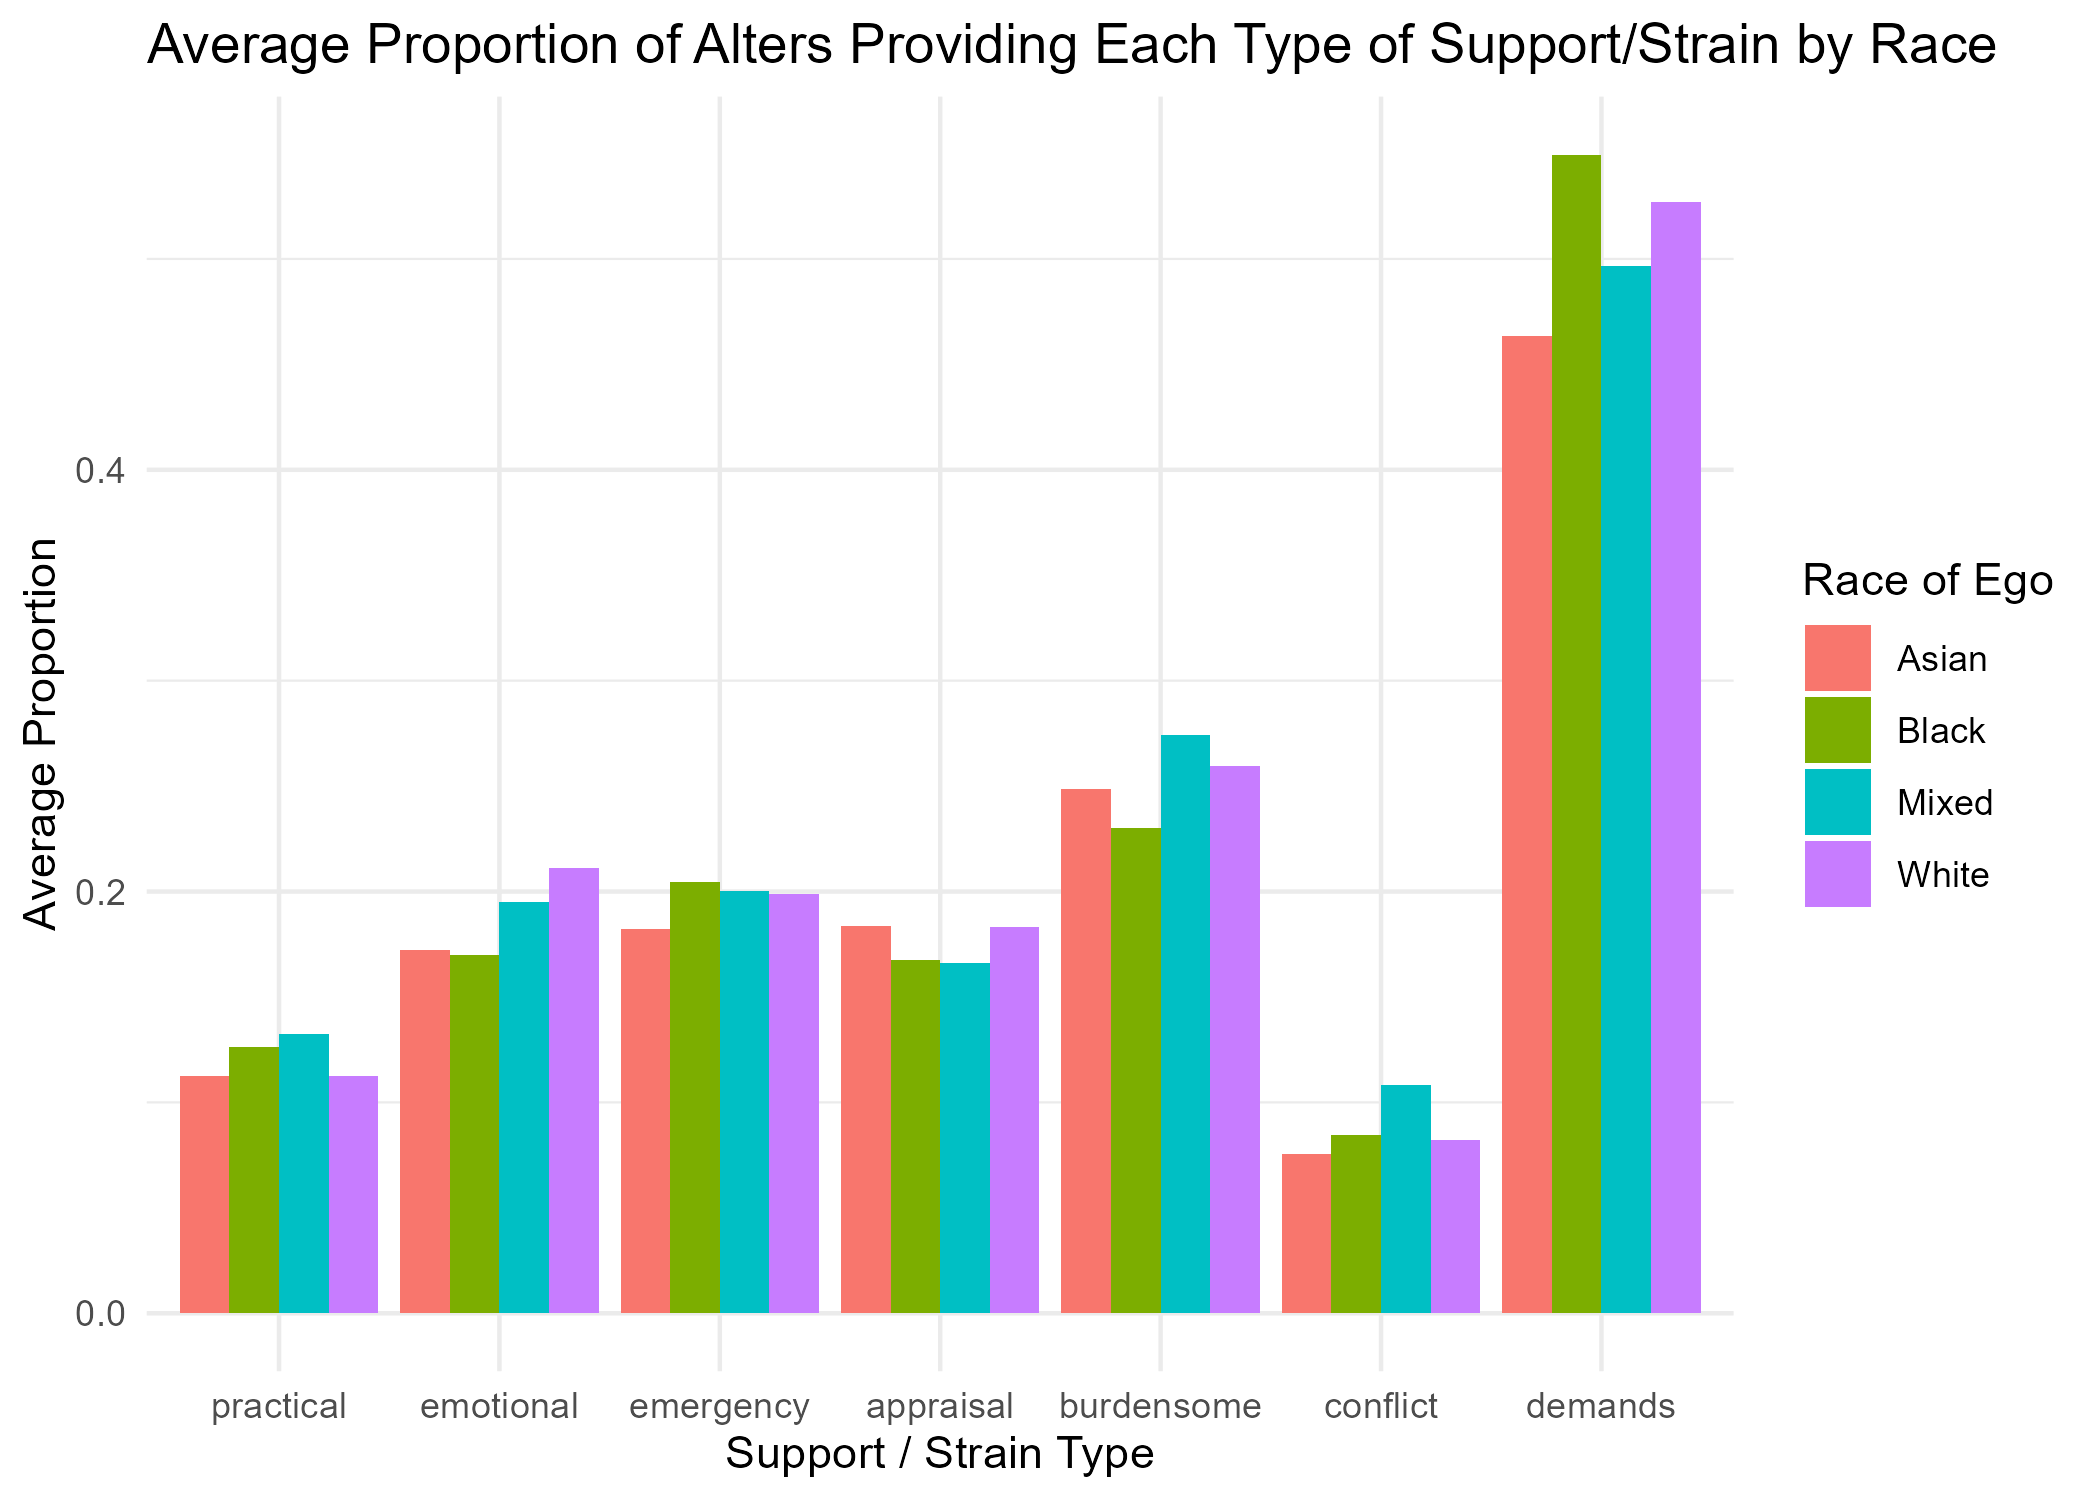 Average Proportion of Alters Providing Each Type of Support/Strain by Race
Average Proportion
0.4
0.2
0.0
practical emotional emergency appraisal burdensome conflict demands
Support / Strain Type
Race of Ego
Asian
Black
Mixed
White